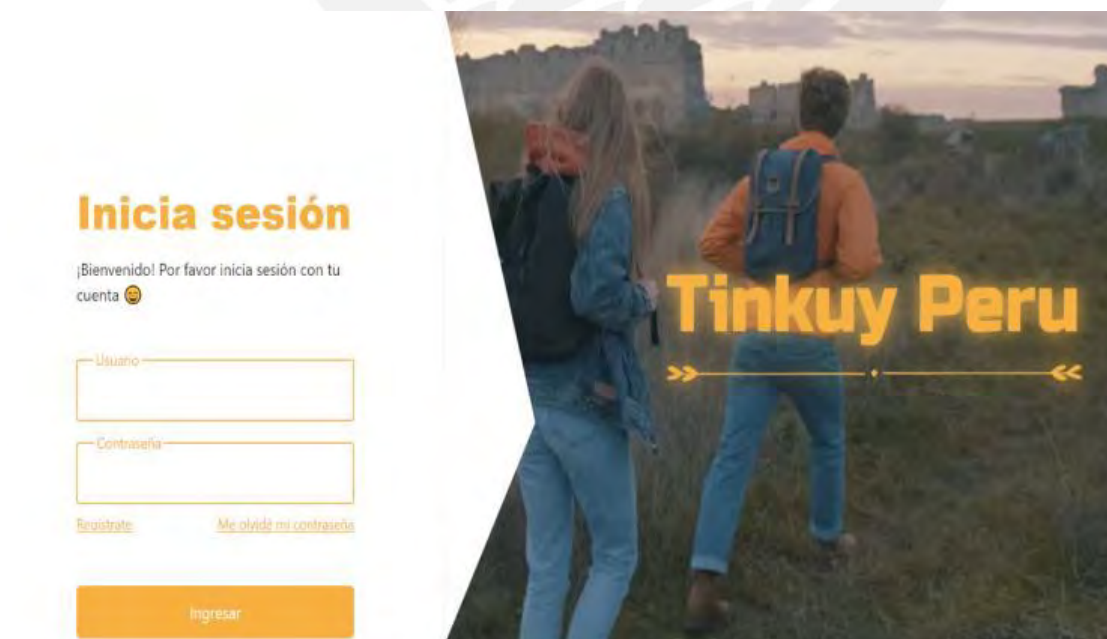 Inicia sesión
¡Bienvenido! Por favor inicia sesión con tu
cuenta 😄
Usuario
Contraseña
Registrate
Me olvidé mi contraseña
Ingresar
Tinkuy Peru